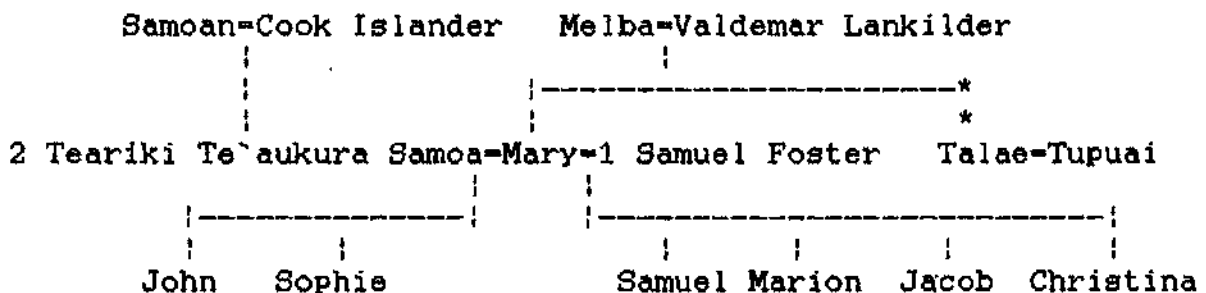 Samoan=Cook Islander Melba=Valdemar Lankilder
*
*
2 Teariki Te`aukura Samoa=Mary=1 Samuel Foster Talae=Tupuai
John Sophie Samuel Marion Jacob Christina